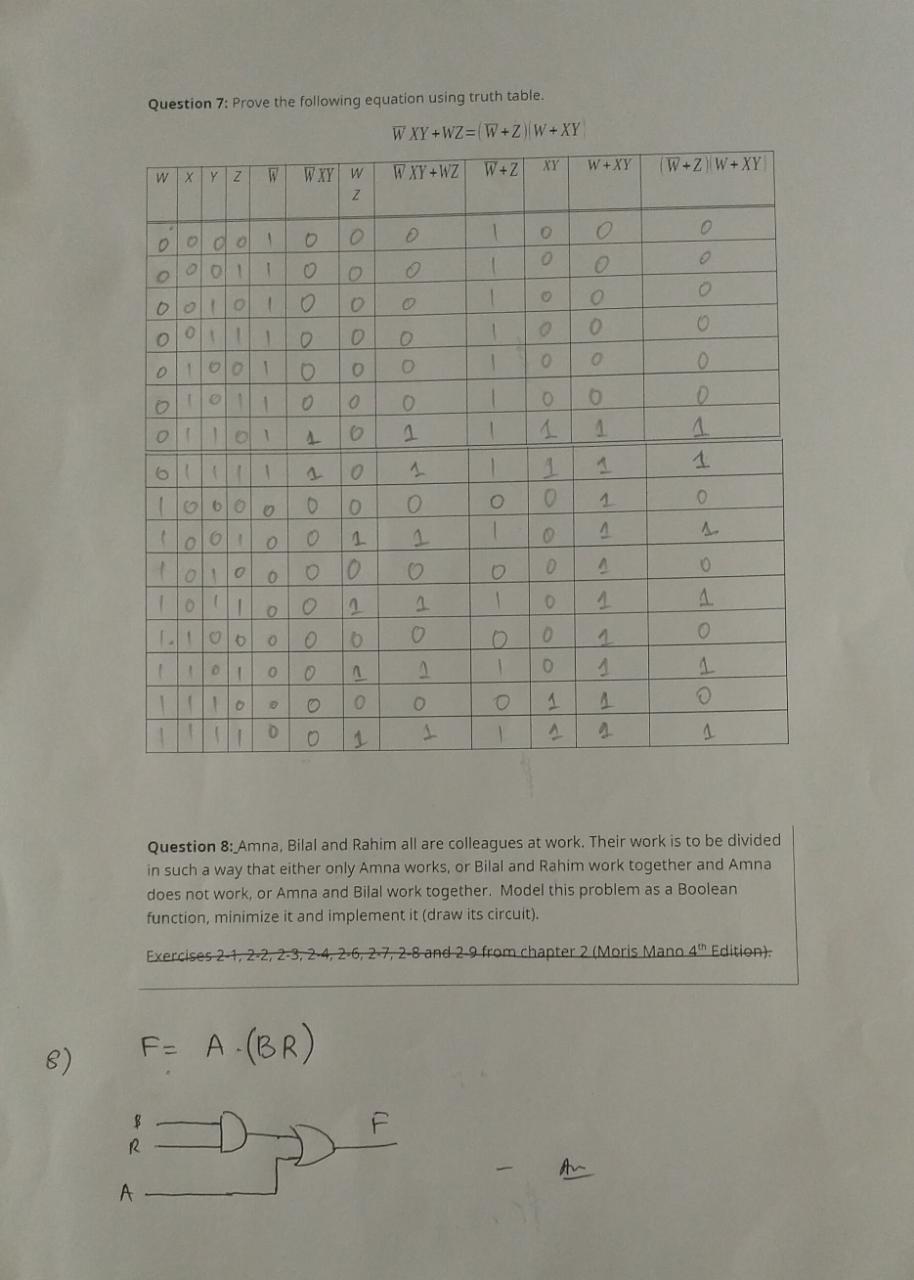 Question 7: Prove the following equation using truth table.
W̅ XY+WZ=(W̅+Z)(W+XY)
W X Y Z W̅ W̅ XY W Z W̅ XY+WZ W̅+Z XY W+XY (W̅+Z)(W+XY)
0 0 0 0 1 0 0 0 1 0 0 0
0 0 0 1 1 0 0 0 1 0 0 0
0 0 1 0 1 0 0 0 1 0 0 0
0 0 1 1 1 0 0 0 1 0 0 0
0 1 0 0 1 0 0 0 1 0 0 0
0 1 0 1 1 0 0 0 1 0 0 0
0 1 1 0 1 1 0 1 1 1 1 1
0 1 1 1 1 1 0 1 1 1 1 1
1 0 0 0 0 0 0 0 0 0 1 0
1 0 0 1 0 0 1 1 1 0 1 1
1 0 1 0 0 0 0 0 0 0 1 0
1 0 1 1 0 0 1 1 1 0 1 1
1 1 0 0 0 0 0 0 0 0 1 0
1 1 0 1 0 0 1 1 1 0 1 1
1 1 1 0 0 0 0 0 0 1 1 0
1 1 1 1 0 0 1 1 1 1 1 1
Question 8: Amna, Bilal and Rahim all are colleagues at work. Their work is to be divided
in such a way that either only Amna works, or Bilal and Rahim work together and Amna
does not work, or Amna and Bilal work together. Model this problem as a Boolean
function, minimize it and implement it (draw its circuit).
Exercises 2-1, 2-2, 2-3, 2-4, 2-6, 2-7, 2-8 and 2-9 from chapter 2 (Moris Mano 4th Edition).
8) F= A.(BR)
B
R
F
A